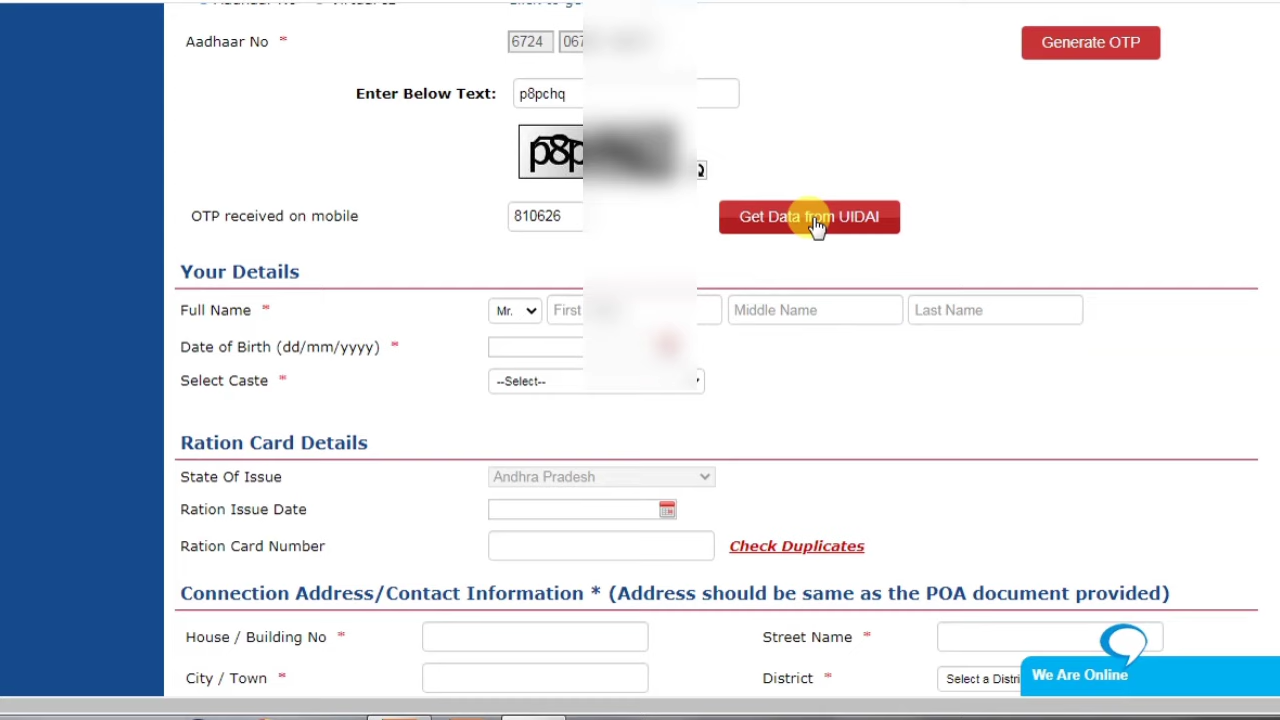 Aadhaar No *
6724 067
Generate OTP
Enter Below Text: p8pchq
p8p
OTP received on mobile 810626 Get Data from UIDAI
Your Details
Full Name * Mr. First Middle Name Last Name
Date of Birth (dd/mm/yyyy) *
Select Caste * --Select--
Ration Card Details
State Of Issue Andhra Pradesh
Ration Issue Date
Ration Card Number Check Duplicates
Connection Address/Contact Information * (Address should be same as the POA document provided)
House / Building No * Street Name *
City / Town * District * Select a Distri
We Are Online